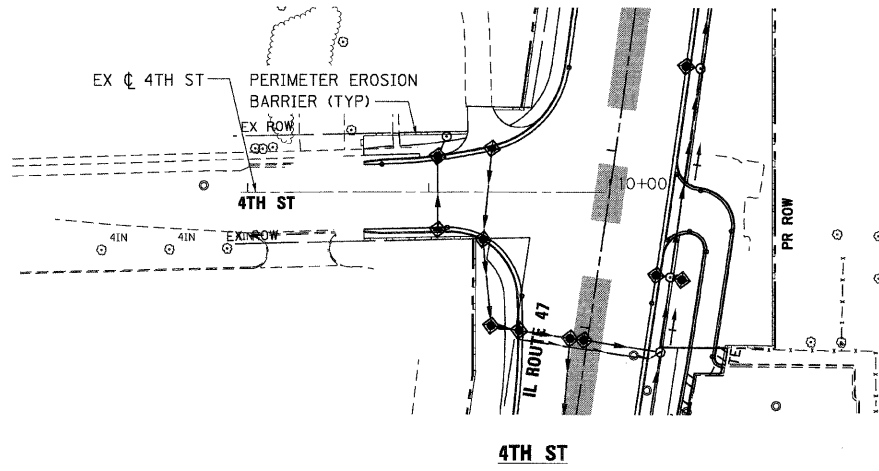 EX ℄ 4TH ST
PERIMETER EROSION
BARRIER (TYP)
EX ROW
10+00
4TH ST
4IN
4IN
EX ROW
PR ROW
IL ROUTE 47
4TH ST